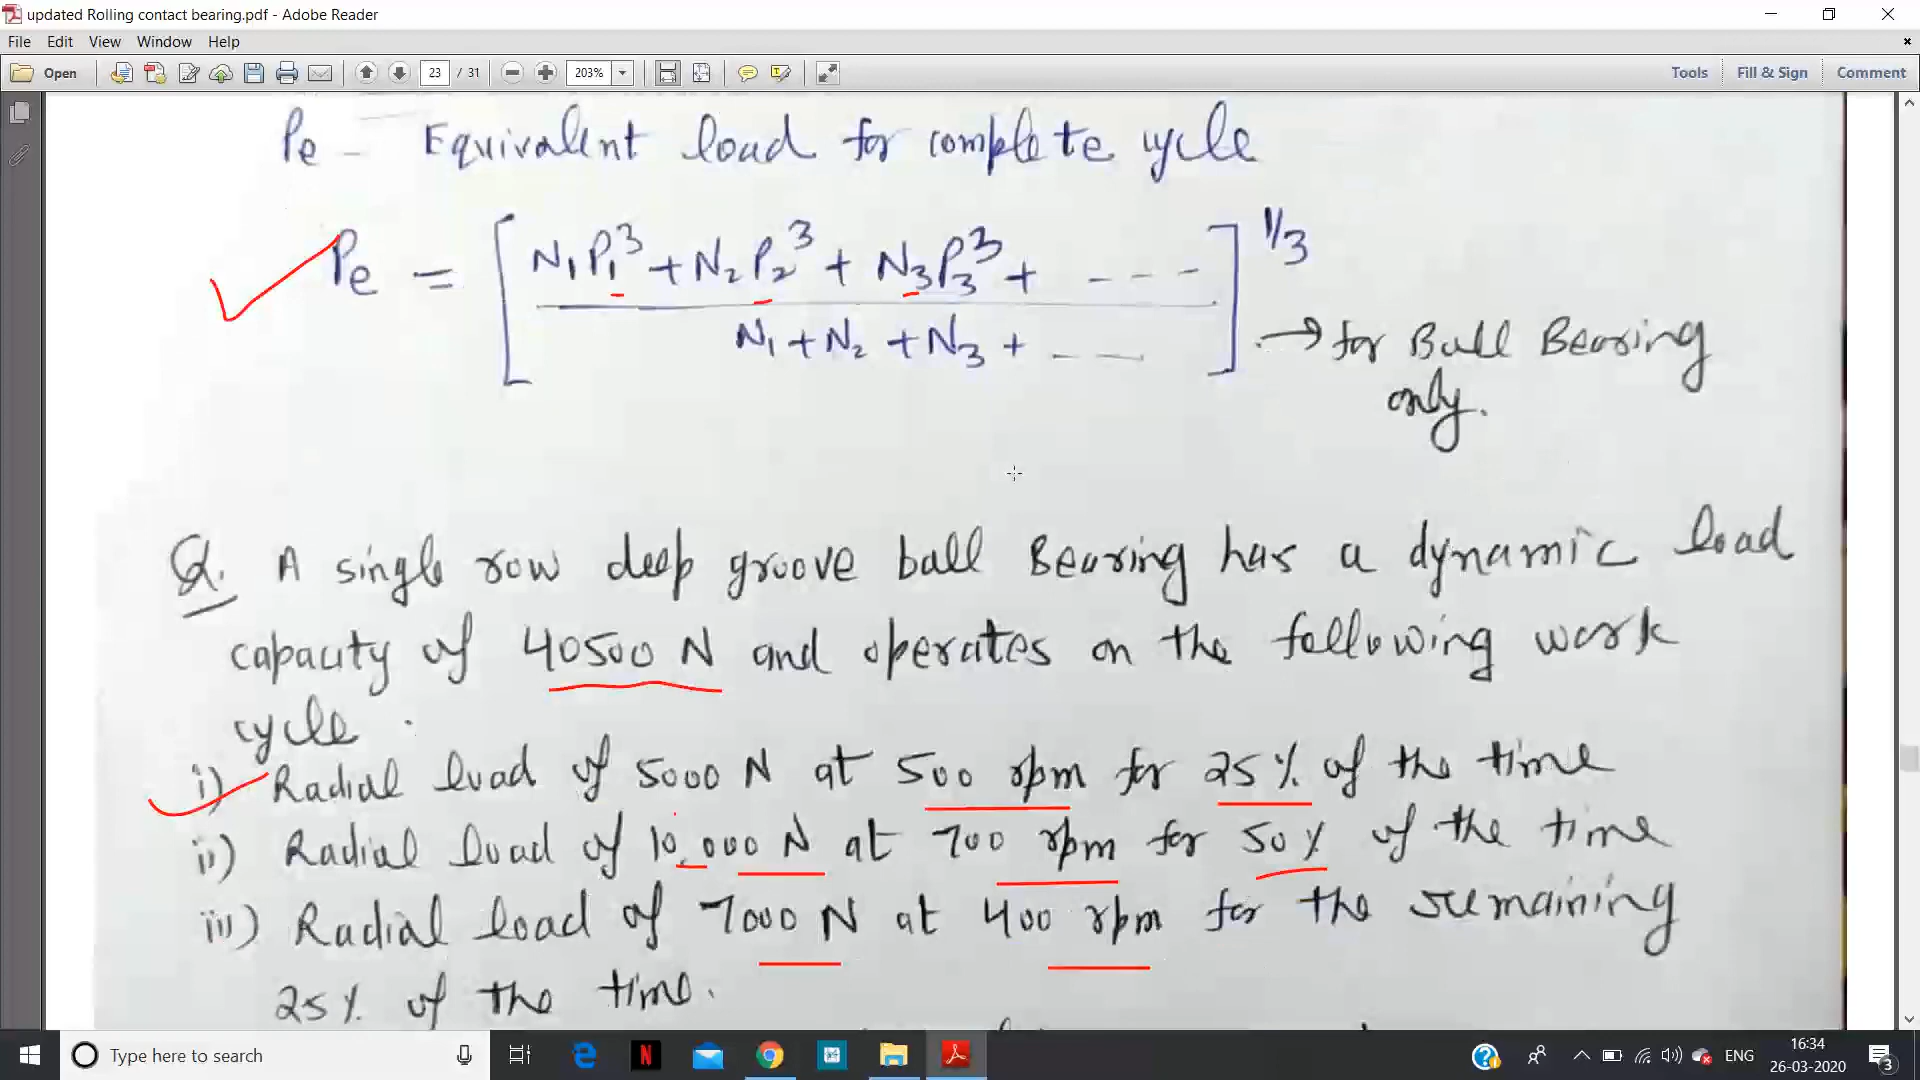 updated Rolling contact bearing.pdf - Adobe Reader
File Edit View Window Help
Open 23 / 31 203% Tools Fill & Sign Comment
Pe - Equivalent load for complete cycle
Pe = [ N₁P₁³ + N₂P₂³ + N₃P₃³ + - - - - ]^1/3
N₁ + N₂ + N₃ + - - - → for Ball Bearing
only.
Q. A single row deep groove ball Bearing has a dynamic load
capacity of 40500 N and operates on the following work
cycle.
i) Radial load of 5000 N at 500 rpm for 25 % of the time
ii) Radial load of 10,000 N at 700 rpm for 50 % of the time
iii) Radial load of 7000 N at 400 rpm for the remaining
25 % of the time.
Type here to search ENG 16:34
26-03-2020 3